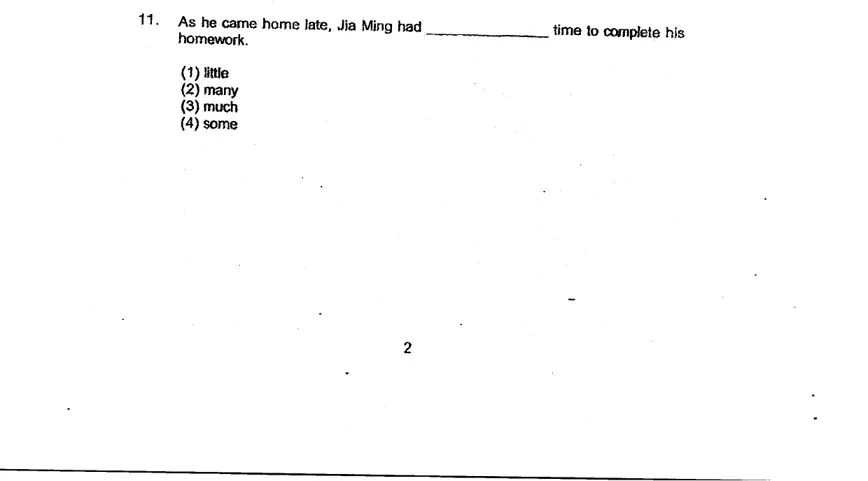 11. As he came home late, Jia Ming had ______________ time to complete his
homework.
(1) little
(2) many
(3) much
(4) some
2